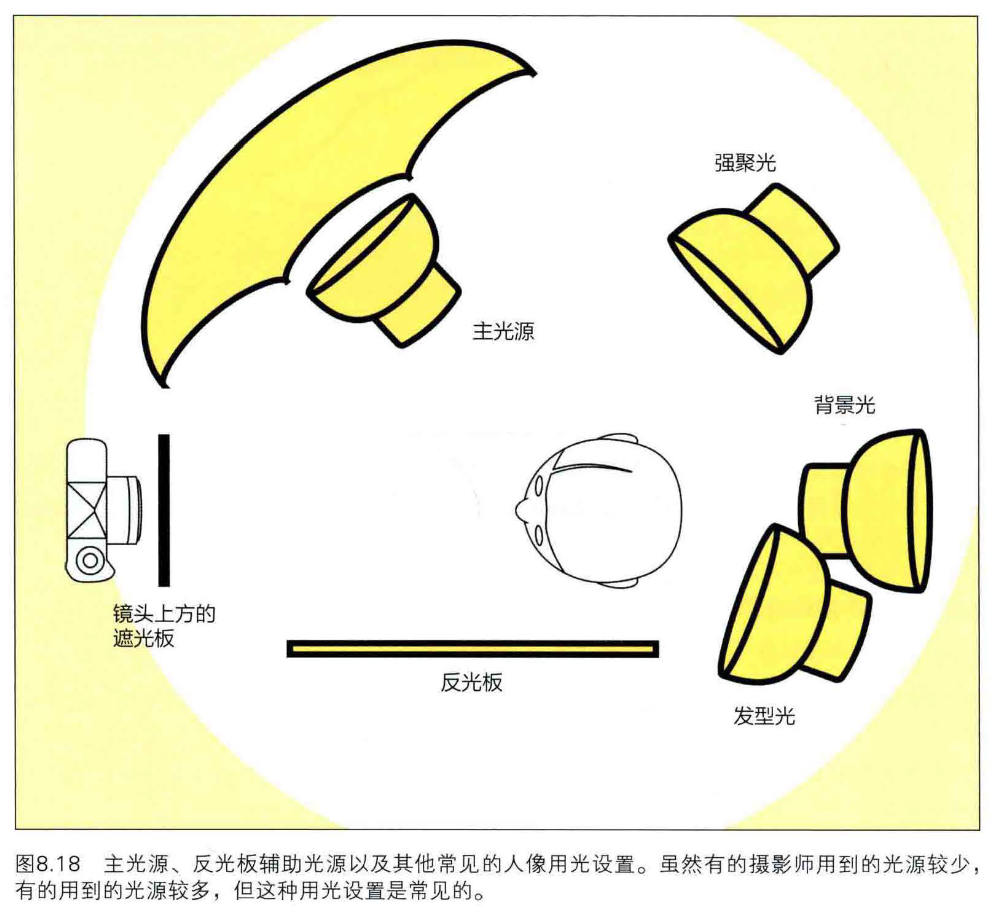 强聚光
主光源
背景光
镜头上方的
遮光板
反光板
发型光
图8.18 主光源、反光板辅助光源以及其他常见的人像用光设置。虽然有的摄影师用到的光源较少，
有的用到的光源较多，但这种用光设置是常见的。